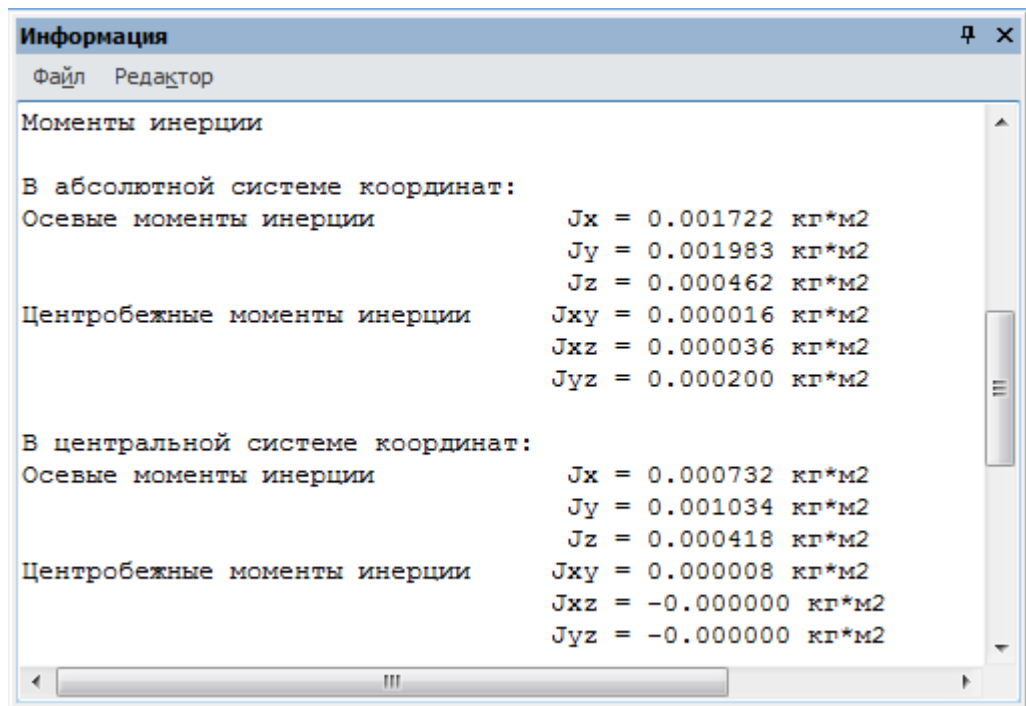 Информация
Файл Редактор
Моменты инерции
В абсолютной системе координат:
Осевые моменты инерции Jx = 0.001722 кг*м2
Jy = 0.001983 кг*м2
Jz = 0.000462 кг*м2
Центробежные моменты инерции Jxy = 0.000016 кг*м2
Jxz = 0.000036 кг*м2
Jyz = 0.000200 кг*м2
В центральной системе координат:
Осевые моменты инерции Jx = 0.000732 кг*м2
Jy = 0.001034 кг*м2
Jz = 0.000418 кг*м2
Центробежные моменты инерции Jxy = 0.000008 кг*м2
Jxz = -0.000000 кг*м2
Jyz = -0.000000 кг*м2